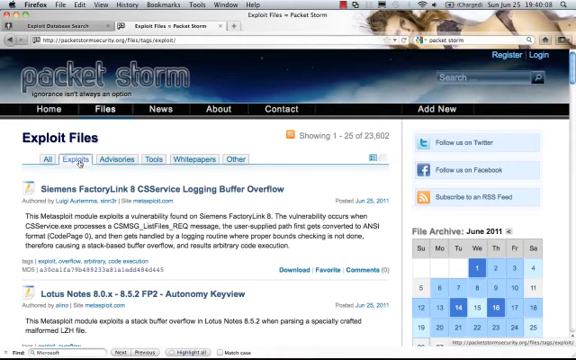 Firefox File Edit View History Bookmarks Tools Window Help (Charged) Sun Jun 25 19:40:08
Exploit Files ≈ Packet Storm
Exploit Database Search
Exploit Files ≈ Packet Storm
http://packetstormsecurity.org/files/tags/exploit/
packet storm
Register | Login
packet storm
ignorance isn't always an option
Search ...
Home Files News About Contact Add New
Exploit Files
Showing 1 - 25 of 23,602
All Exploits Advisories Tools Whitepapers Other
Siemens FactoryLink 8 CSService Logging Buffer Overflow
Authored by Luigi Auriemma, sinn3r | Site metasploit.com
Posted Jun 25, 2011
This Metasploit module exploits a vulnerability found on Siemens FactoryLink 8. The vulnerability occurs when
CSService.exe processes a CSMSG_ListFiles_REQ message, the user-supplied path first gets converted to ANSI
format (CodePage 0), and then gets handled by a logging routine where proper bounds checking is not done,
therefore causing a stack-based buffer overflow, and results arbitrary code execution.
tags | exploit, overflow, arbitrary, code execution
MD5 |
Download | Favorite | Comments (0)
Lotus Notes 8.0.x - 8.5.2 FP2 - Autonomy Keyview
Authored by alino | Site metasploit.com
Posted Jun 25, 2011
This Metasploit module exploits a stack buffer overflow in Lotus Notes 8.5.2 when parsing a specially crafted
malformed LZH file.
Follow us on Twitter
Follow us on Facebook
Subscribe to an RSS Feed
File Archive: June 2011 <
Su Mo Tu We Th Fr Sa
1 2 3 4
5 6 7 8 9 10 11
12 13 14 15 16 17 18
19 20 21 22 23 24 25
http://packetstormsecurity.org/files/tags/exploit/
Find: Microsoft Next Previous Highlight all Match case